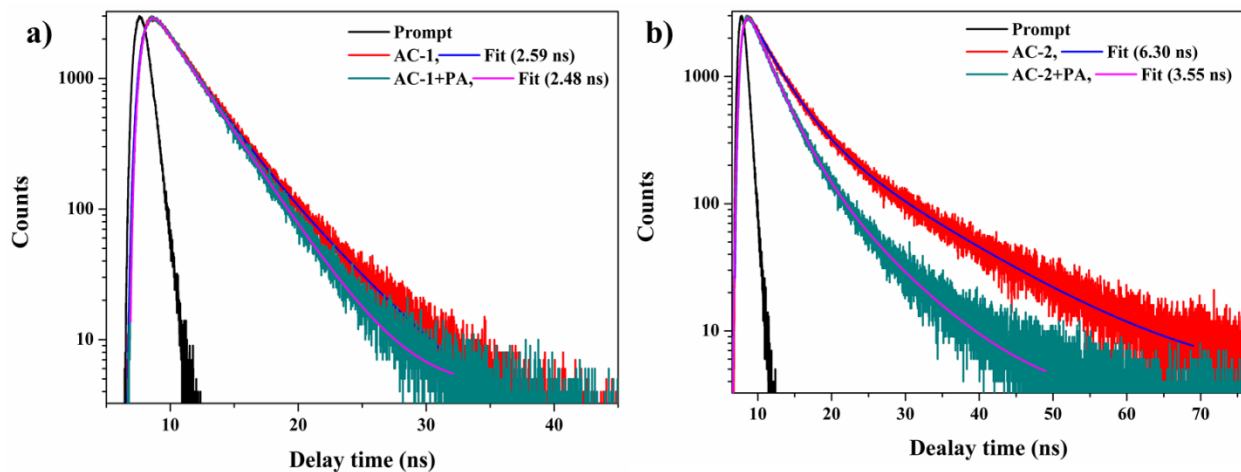 a)
Prompt
AC-1, Fit (2.59 ns)
AC-1+PA, Fit (2.48 ns)
1000
100
10
Counts
10 20 30 40
Delay time (ns)
b)
Prompt
AC-2, Fit (6.30 ns)
AC-2+PA, Fit (3.55 ns)
1000
100
10
Counts
10 20 30 40 50 60 70
Dealay time (ns)